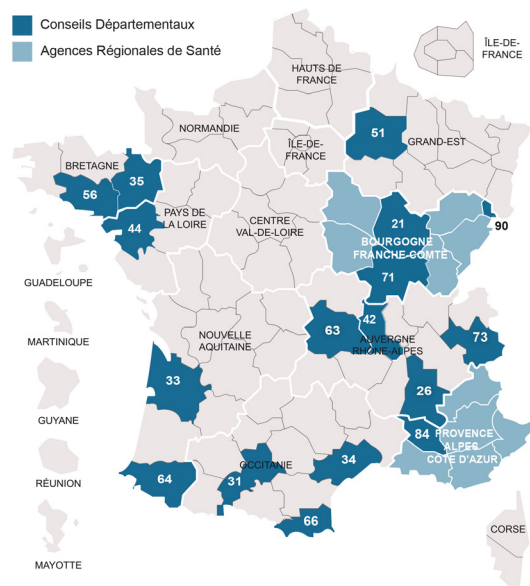 Conseils Départementaux
Agences Régionales de Santé
ÎLE-DE-
FRANCE
HAUTS DE
FRANCE
51
NORMANDIE
GRAND-EST
ÎLE-DE-
FRANCE
BRETAGNE
35
56
44
PAYS DE
LA LOIRE
CENTRE
VAL-DE-LOIRE
21
90
BOURGOGNE
FRANCHE-COMTÉ
71
GUADELOUPE
MARTINIQUE
NOUVELLE
AQUITAINE
63
42
AUVERGNE
RHÔNE-ALPES
73
33
26
GUYANE
84
PROVENCE
ALPES
CÔTE D'AZUR
34
OCCITANIE
31
64
66
RÉUNION
MAYOTTE
CORSE